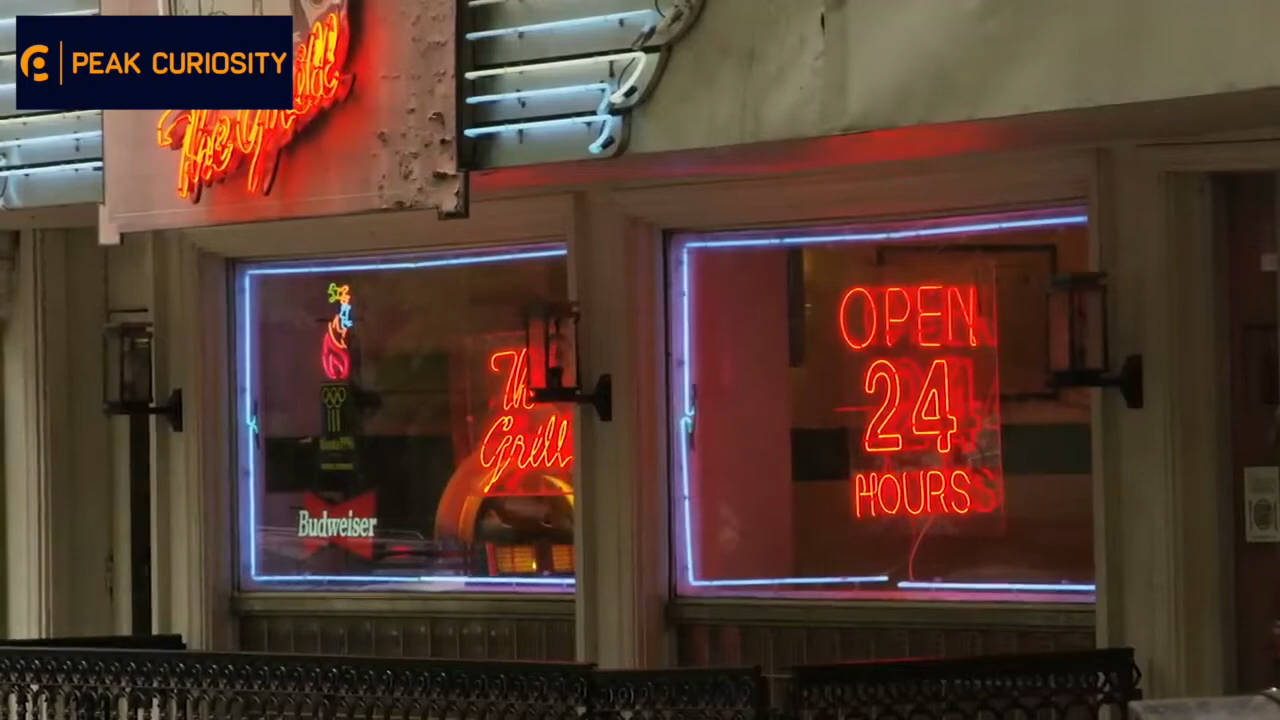 PEAK CURIOSITY
The Grill
The
Grill
OPEN
24
HOURS
Budweiser